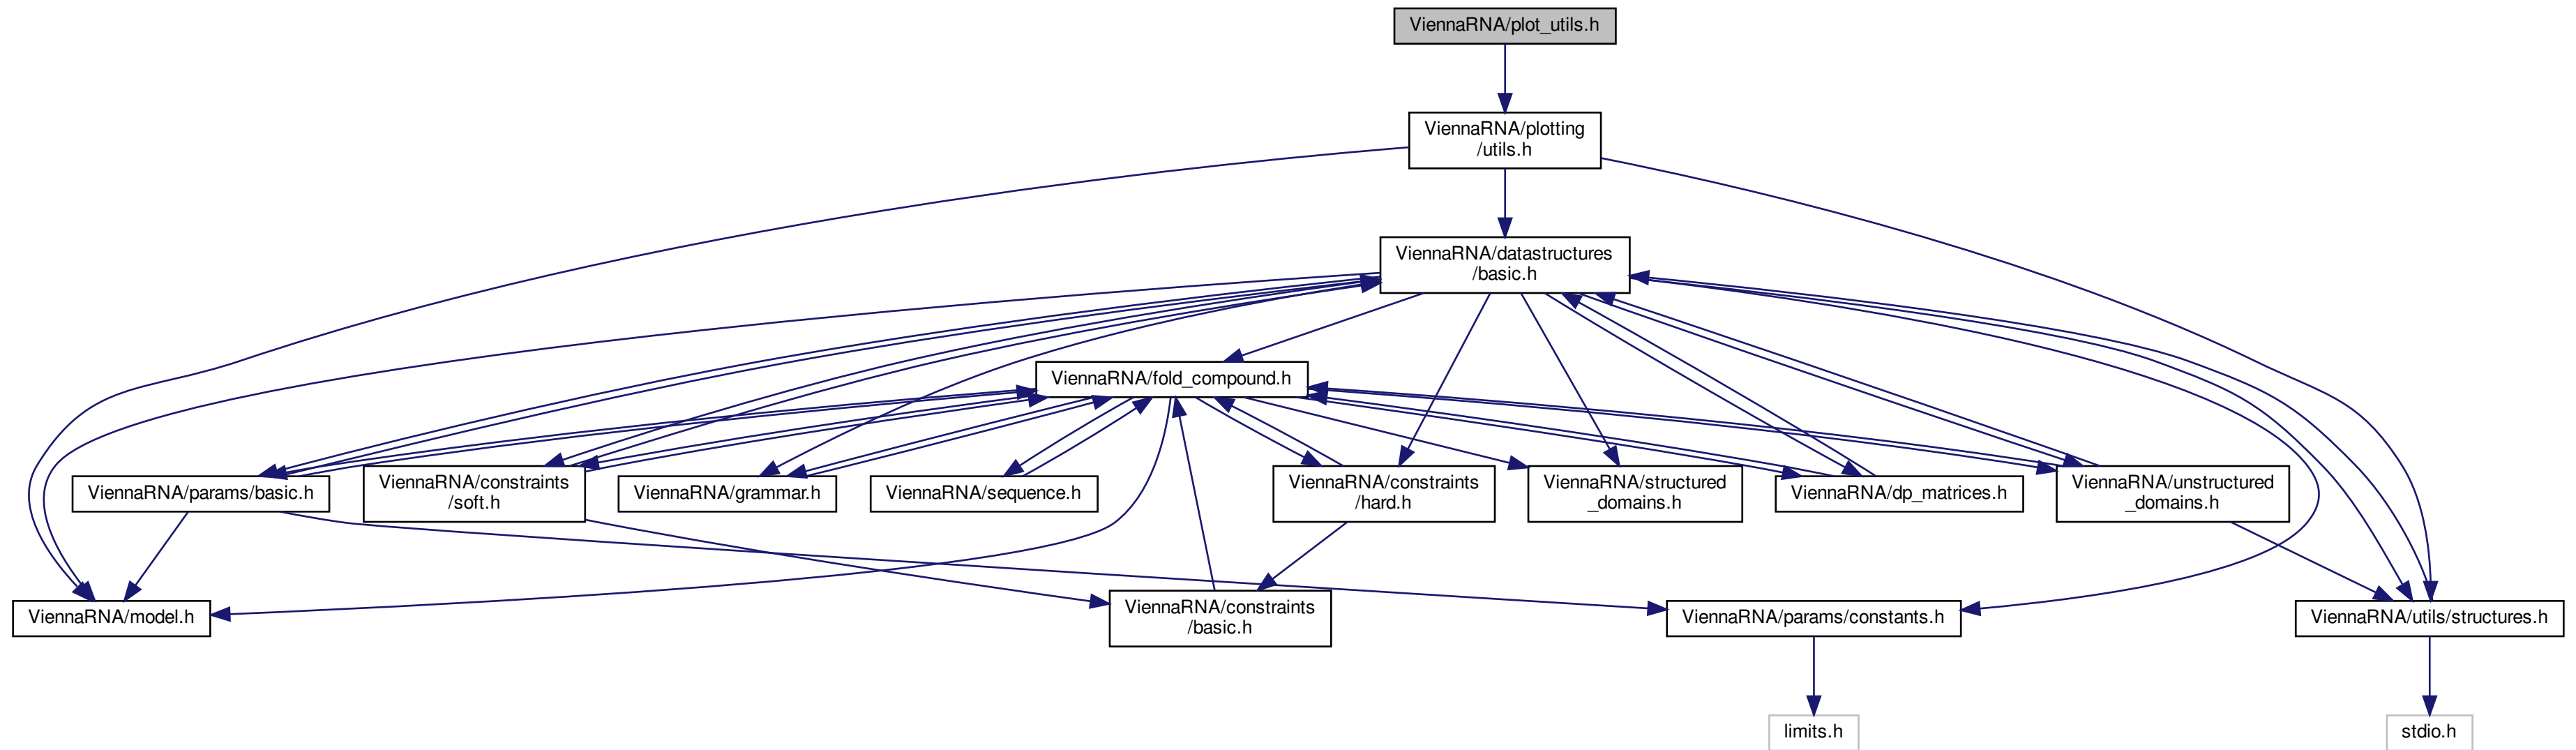 ViennaRNA/plot_utils.h
ViennaRNA/plotting
/utils.h
ViennaRNA/datastructures
/basic.h
ViennaRNA/fold_compound.h
ViennaRNA/params/basic.h
ViennaRNA/constraints
/soft.h
ViennaRNA/grammar.h
ViennaRNA/sequence.h
ViennaRNA/constraints
/hard.h
ViennaRNA/structured
_domains.h
ViennaRNA/dp_matrices.h
ViennaRNA/unstructured
_domains.h
ViennaRNA/model.h
ViennaRNA/constraints
/basic.h
ViennaRNA/params/constants.h
ViennaRNA/utils/structures.h
limits.h
stdio.h